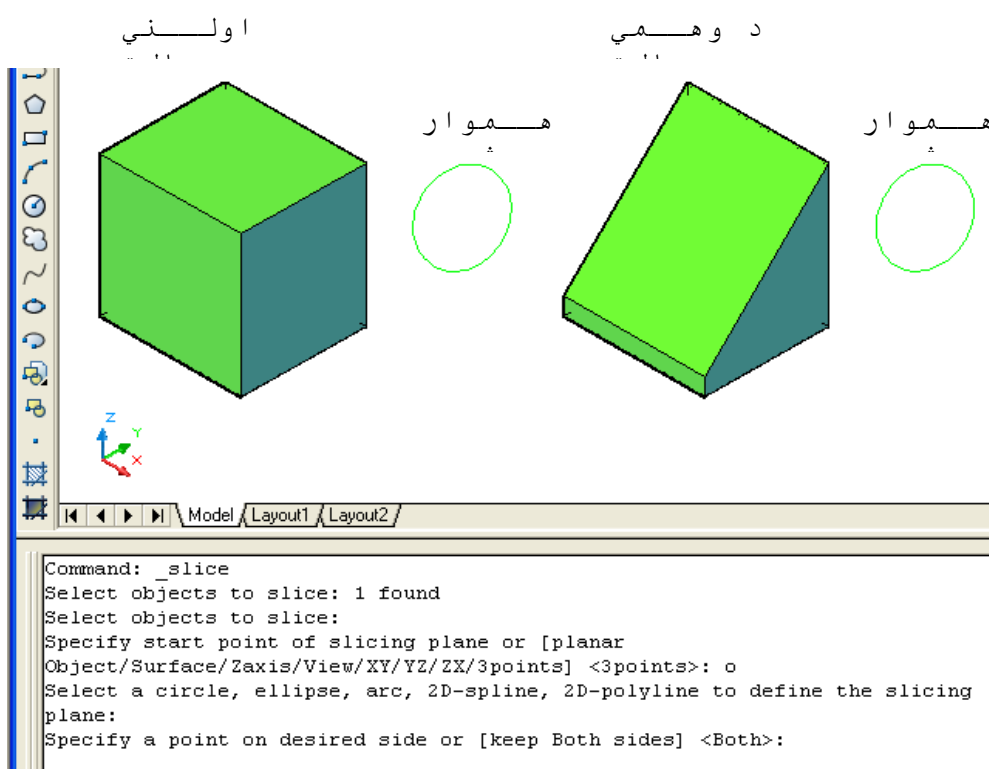 اولـــني
دوهـــمي
هـــموار
هـــموار
Z
Y
X
Model Layout1 Layout2
Command: _slice
Select objects to slice: 1 found
Select objects to slice:
Specify start point of slicing plane or [planar
Object/Surface/Zaxis/View/XY/YZ/ZX/3points] <3points>: o
Select a circle, ellipse, arc, 2D-spline, 2D-polyline to define the slicing
plane:
Specify a point on desired side or [keep Both sides] <Both>: